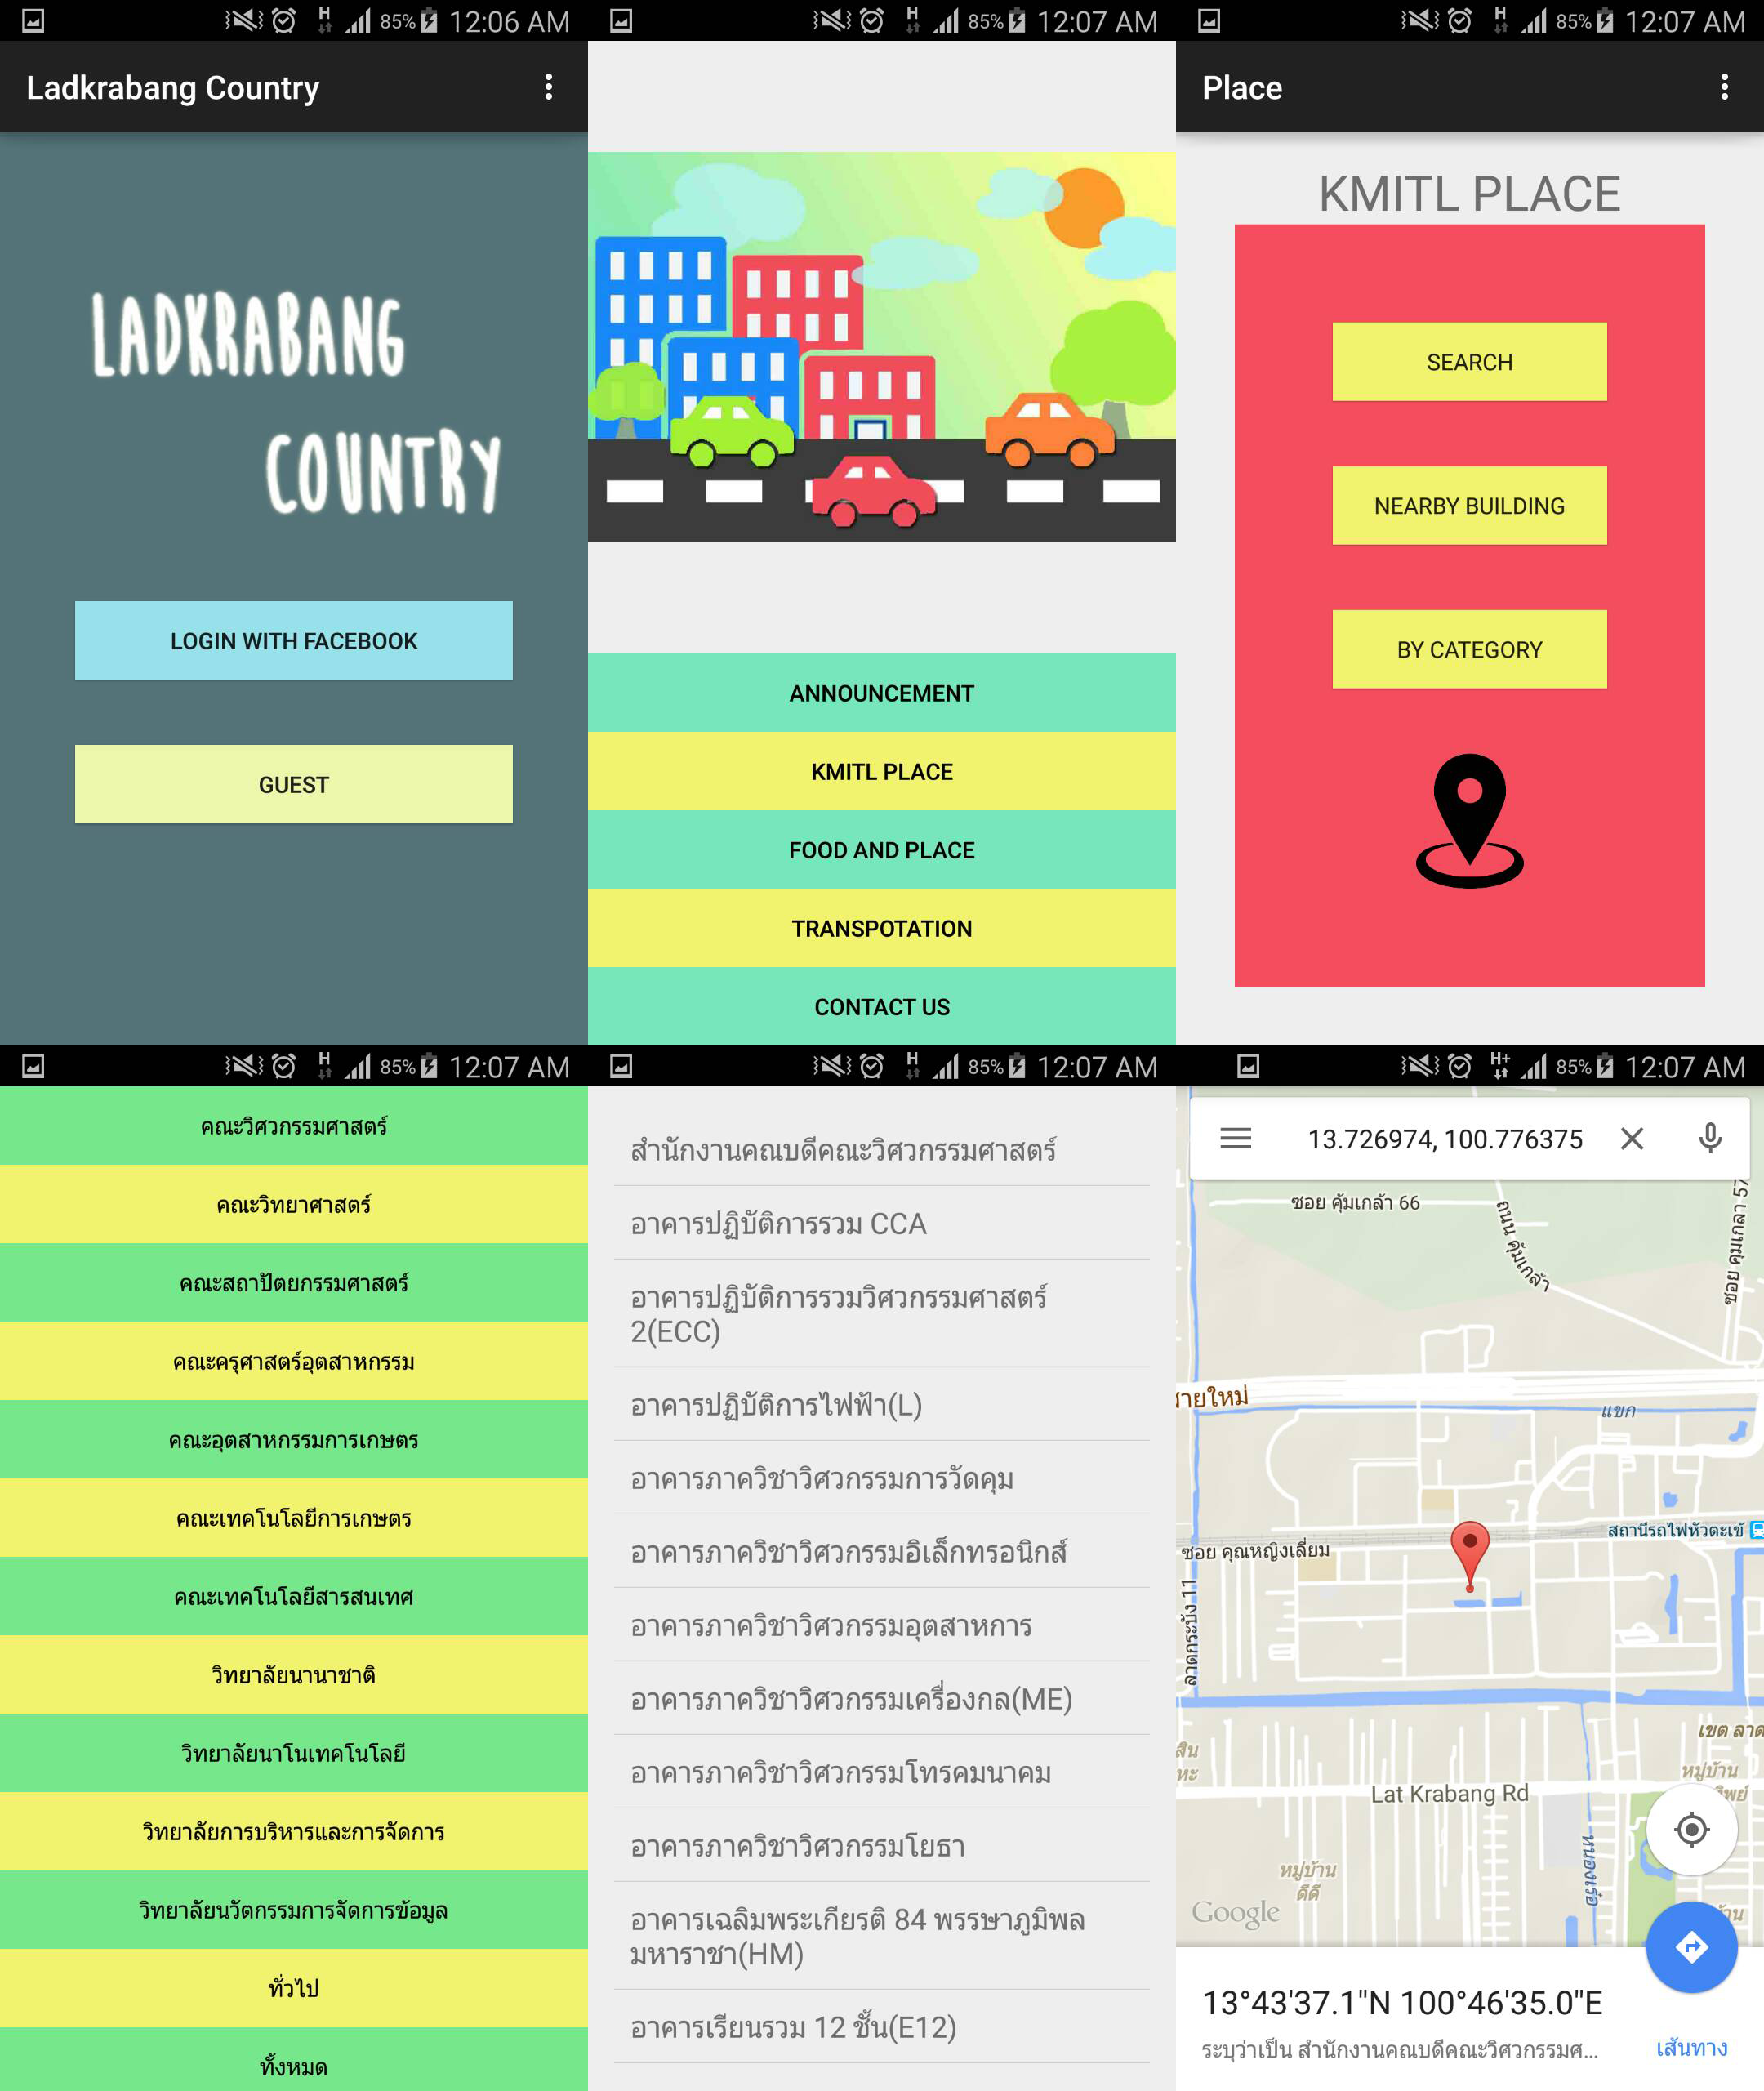 85% 12:06 AM
Ladkrabang Country
LADKRABANG
COUNTRY
LOGIN WITH FACEBOOK
GUEST
H 85% 12:07 AM
ANNOUNCEMENT
KMITL PLACE
FOOD AND PLACE
TRANSPOTATION
CONTACT US
H 85% 12:07 AM
Place
KMITL PLACE
SEARCH
NEARBY BUILDING
BY CATEGORY
H 85% 12:07 AM
คณะวิศวกรรมศาสตร์
คณะวิทยาศาสตร์
คณะสถาปัตยกรรมศาสตร์
คณะครุศาสตร์อุตสาหกรรม
คณะอุตสาหกรรมการเกษตร
คณะเทคโนโลยีการเกษตร
คณะเทคโนโลยีสารสนเทศ
วิทยาลัยนานาชาติ
วิทยาลัยนาโนเทคโนโลยี
วิทยาลัยการบริหารและการจัดการ
วิทยาลัยนวัตกรรมการจัดการข้อมูล
ทั่วไป
ทั้งหมด
H 85% 12:07 AM
สำนักงานคณบดีคณะวิศวกรรมศาสตร์
อาคารปฏิบัติการรวม CCA
อาคารปฏิบัติการรวมวิศวกรรมศาสตร์
2(ECC)
อาคารปฏิบัติการไฟฟ้า(L)
อาคารภาควิชาวิศวกรรมการวัดคุม
อาคารภาควิชาวิศวกรรมอิเล็กทรอนิกส์
อาคารภาควิชาวิศวกรรมอุตสาหการ
อาคารภาควิชาวิศวกรรมเครื่องกล(ME)
อาคารภาควิชาวิศวกรรมโทรคมนาคม
อาคารภาควิชาวิศวกรรมโยธา
อาคารเฉลิมพระเกียรติ 84 พรรษาภูมิพล
มหาราชา(HM)
อาคารเรียนรวม 12 ชั้น(E12)
H+ 85% 12:07 AM
13.726974, 100.776375
ซอย คุ้มเกล้า 66
ถนน คุ้มเกล้า
ซอย คุ้มเกล้า 57
สายใหม่
แขก
สถานีรถไฟหัวตะเข้
ซอย คุณหญิงเลี่ยม
ลาดกระบัง 11
เขต ลาด
สิน
หะ
หมู่บ้าน
Lat Krabang Rd
หมู่บ้าน
ดีดี
Google
13°43'37.1"N 100°46'35.0"E
ระบุว่าเป็น สำนักงานคณบดีคณะวิศวกรรมศ...
เส้นทาง